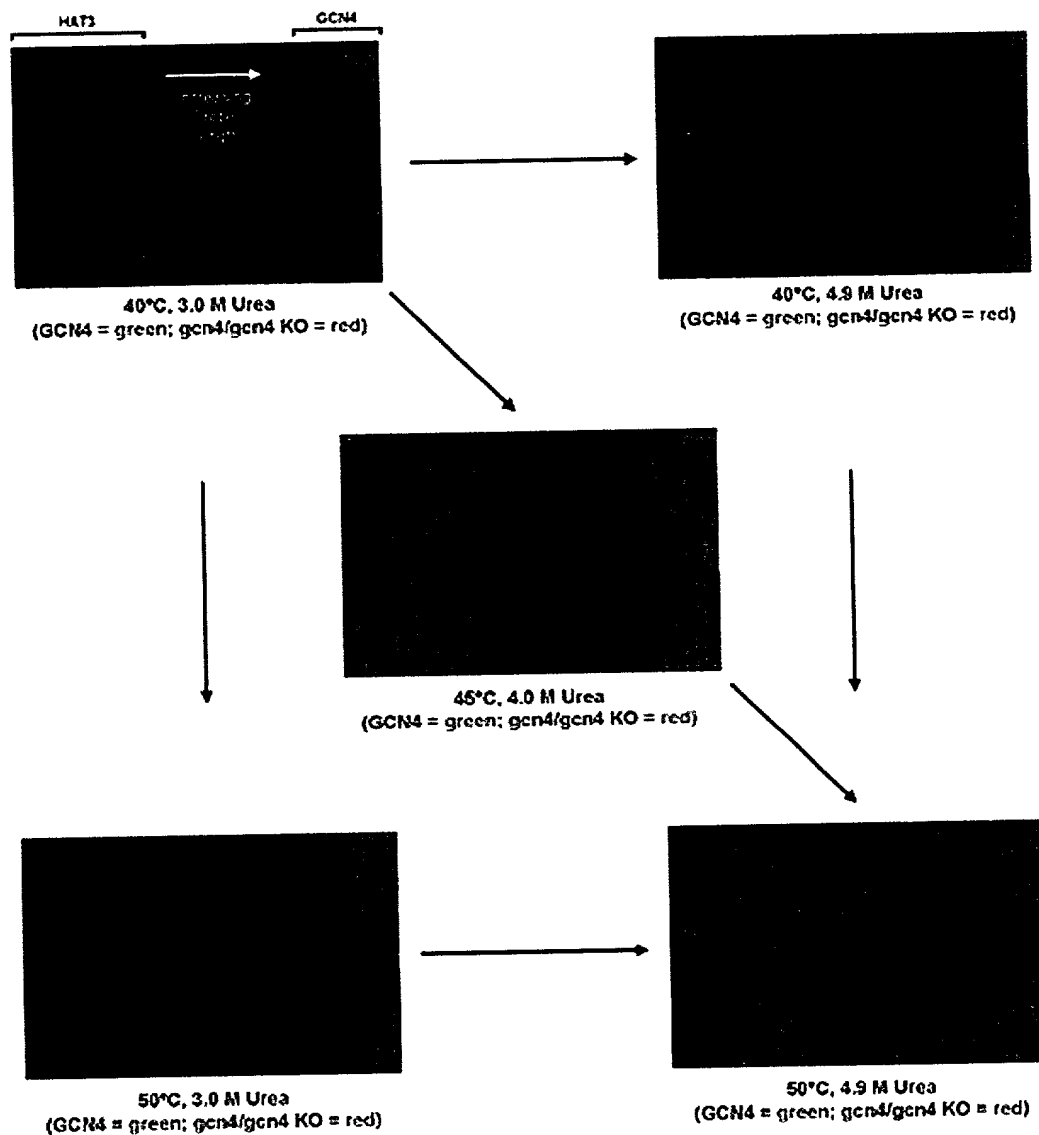 HAT3
GCN4
40°C, 3.0 M Urea
(GCN4 = green; gcn4/gcn4 KO = red)
40°C, 4.9 M Urea
(GCN4 = green; gcn4/gcn4 KO = red)
45°C, 4.0 M Urea
(GCN4 = green; gcn4/gcn4 KO = red)
50°C, 3.0 M Urea
(GCN4 = green; gcn4/gcn4 KO = red)
50°C, 4.9 M Urea
(GCN4 = green; gcn4/gcn4 KO = red)